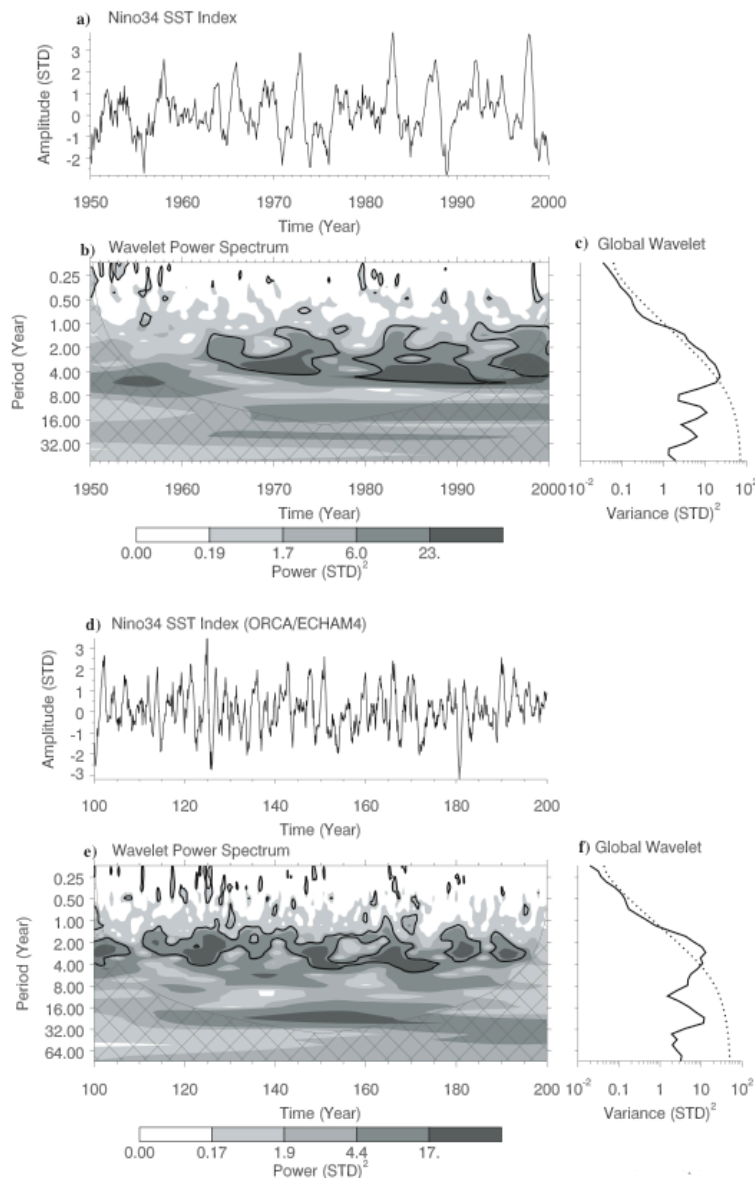 a) Nino34 SST Index
Amplitude (STD)
3
2
1
0
-1
-2
1950 1960 1970 1980 1990 2000
Time (Year)
b) Wavelet Power Spectrum
c) Global Wavelet
Period (Year)
0.25
0.50
1.00
2.00
4.00
8.00
16.00
32.00
1950 1960 1970 1980 1990 2000
Time (Year)
10^-2 0.1 1 10 10^2
Variance (STD)^2
0.00 0.19 1.7 6.0 23.
Power (STD)^2
d) Nino34 SST Index (ORCA/ECHAM4)
Amplitude (STD)
3
2
1
0
-1
-2
-3
100 120 140 160 180 200
Time (Year)
e) Wavelet Power Spectrum
f) Global Wavelet
Period (Year)
0.25
0.50
1.00
2.00
4.00
8.00
16.00
32.00
64.00
100 120 140 160 180 200
Time (Year)
10^-2 0.1 1 10 10^2
Variance (STD)^2
0.00 0.17 1.9 4.4 17.
Power (STD)^2